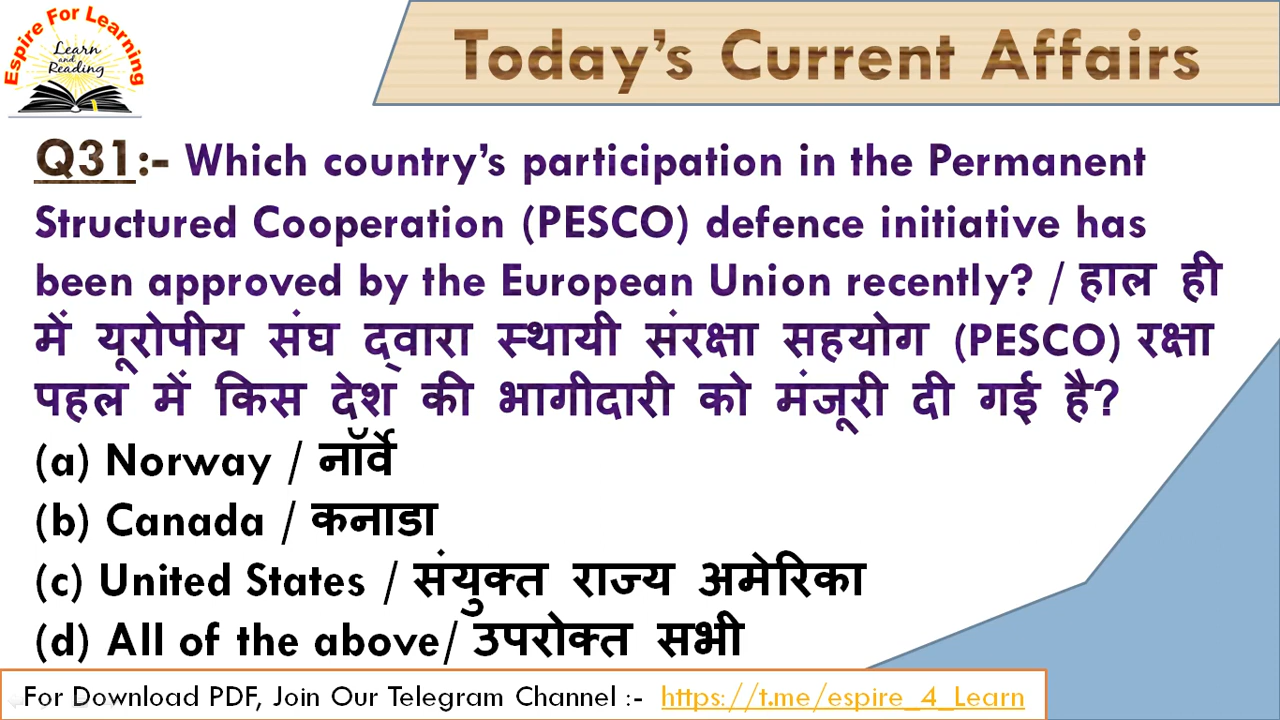 Espire For Learning
Learn
and
Reading
Today's Current Affairs
Q31:- Which country's participation in the Permanent
Structured Cooperation (PESCO) defence initiative has
been approved by the European Union recently? / हाल ही
में यूरोपीय संघ द्वारा स्थायी संरक्षा सहयोग (PESCO) रक्षा
पहल में किस देश की भागीदारी को मंजूरी दी गई है?
(a) Norway / नॉर्वे
(b) Canada / कनाडा
(c) United States / संयुक्त राज्य अमेरिका
(d) All of the above/ उपरोक्त सभी
For Download PDF, Join Our Telegram Channel :- https://t.me/espire_4_Learn